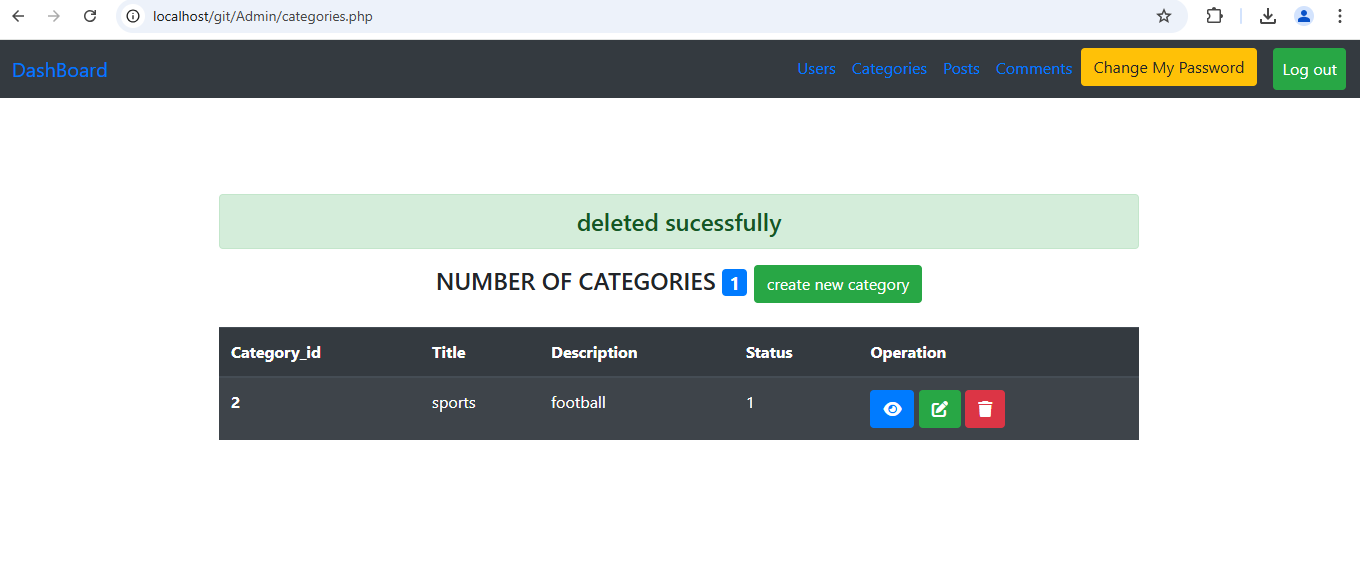 localhost/git/Admin/categories.php
DashBoard Users Categories Posts Comments Change My Password Log out
deleted sucessfully
NUMBER OF CATEGORIES 1 create new category
Category_id Title Description Status Operation
2 sports football 1